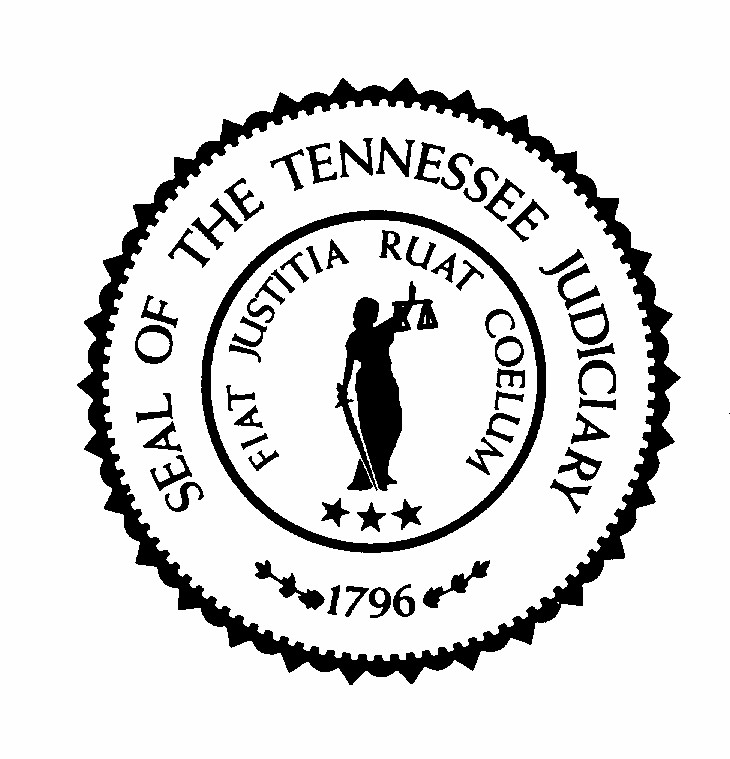 SEAL OF THE TENNESSEE JUDICIARY
FIAT JUSTITIA RUAT COELUM
1796